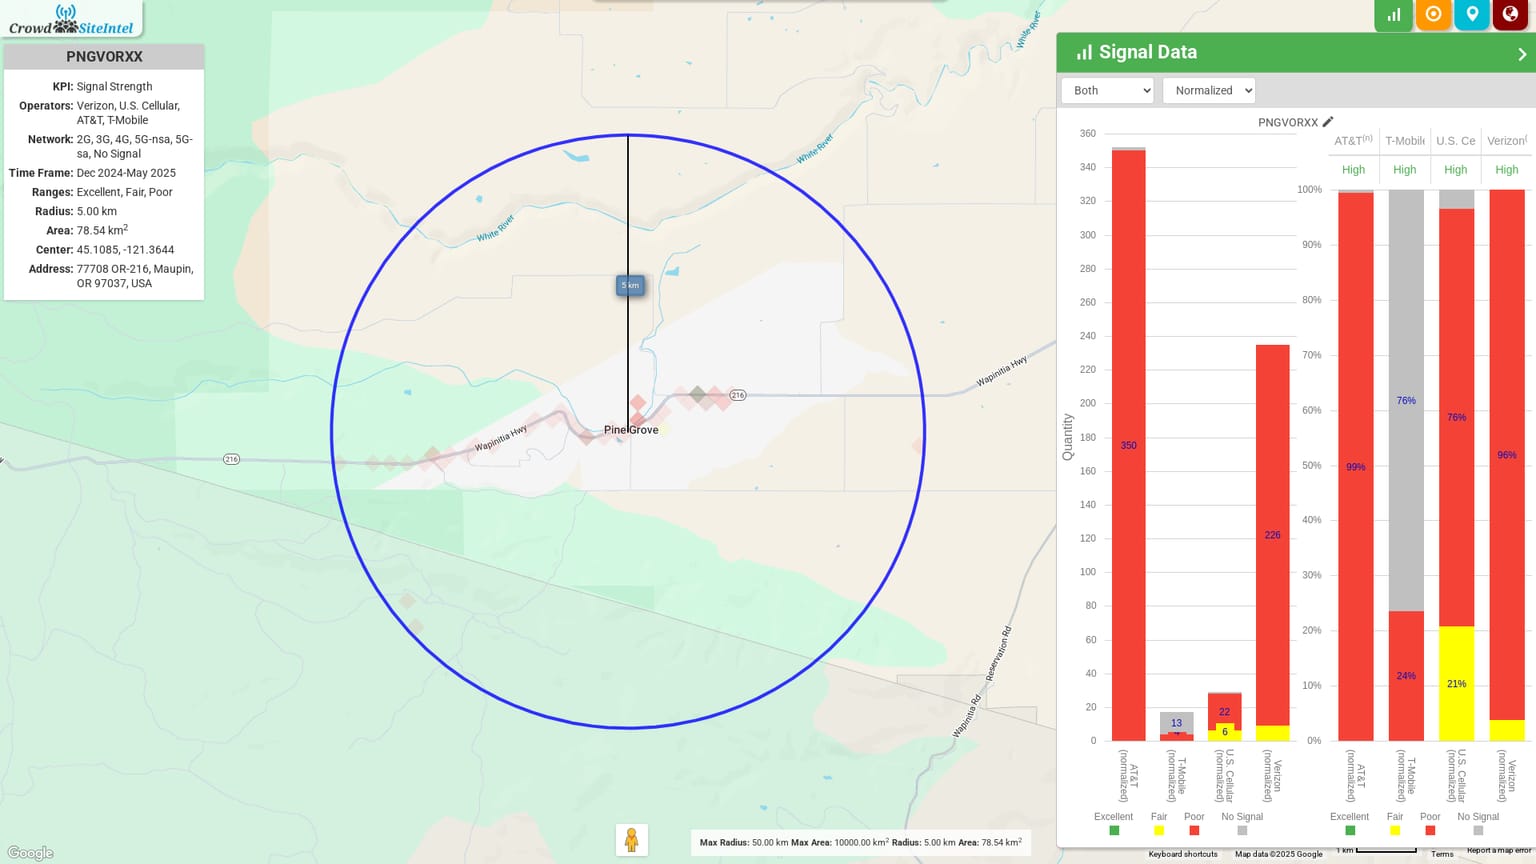 Crowd SiteIntel
PNGVORXX
KPI: Signal Strength
Operators: Verizon, U.S. Cellular,
AT&T, T-Mobile
Network: 2G, 3G, 4G, 5G-nsa, 5G-
sa, No Signal
Time Frame: Dec 2024-May 2025
Ranges: Excellent, Fair, Poor
Radius: 5.00 km
Area: 78.54 km²
Center: 45.1085, -121.3644
Address: 77708 OR-216, Maupin,
OR 97037, USA
White River
White River
White River
5 km
216
Wapinitia Hwy
Pine Grove
Wapinitia Hwy
216
Reservation Rd
Wapinitia Rd
Google
Max Radius: 50.00 km Max Area: 10000.00 km² Radius: 5.00 km Area: 78.54 km²
Signal Data
Both
Normalized
PNGVORXX
360
340
320
300
280
260
240
220
200
180
160
140
120
100
80
60
40
20
0
Quantity
350
13
4
22
6
226
AT&T
(normalized)
T-Mobile
(normalized)
U.S. Cellular
(normalized)
Verizon
(normalized)
Excellent Fair Poor No Signal
AT&T(n) T-Mobile U.S. Ce Verizon(
High High High High
100%
90%
80%
70%
60%
50%
40%
30%
20%
10%
0%
99%
76%
24%
76%
21%
96%
AT&T
(normalized)
T-Mobile
(normalized)
U.S. Cellular
(normalized)
Verizon
(normalized)
Excellent Fair Poor No Signal
Keyboard shortcuts Map data ©2025 Google 1 km Terms Report a map error